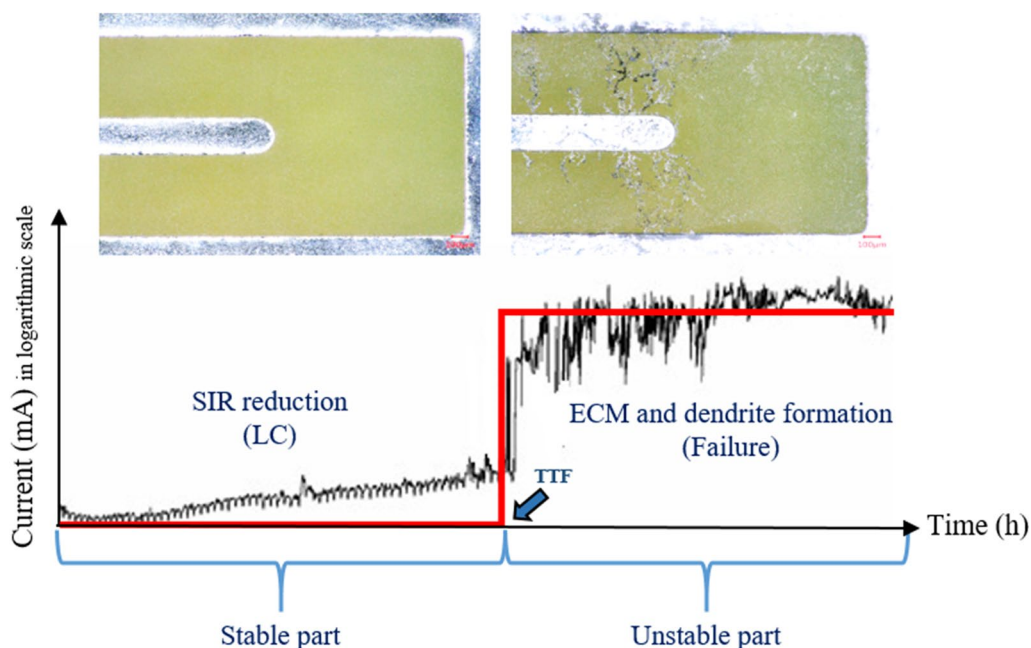 100μm
100μm
Current (mA) in logarithmic scale
SIR reduction
(LC)
ECM and dendrite formation
(Failure)
TTF
Time (h)
Stable part
Unstable part